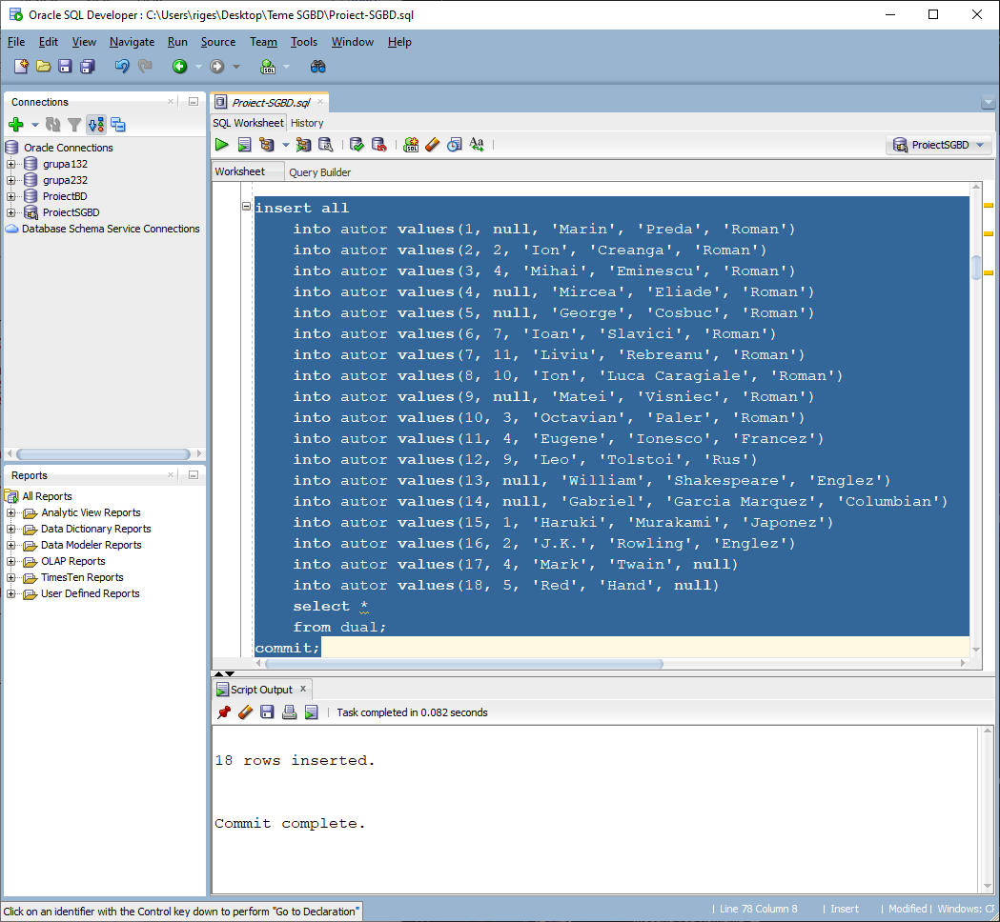 Oracle SQL Developer : C:\Users\riges\Desktop\Teme SGBD\Proiect-SGBD.sql
File Edit View Navigate Run Source Team Tools Window Help
Connections
Oracle Connections
grupa132
grupa232
ProiectBD
ProiectSGBD
Database Schema Service Connections
Reports
All Reports
Analytic View Reports
Data Dictionary Reports
Data Modeler Reports
OLAP Reports
TimesTen Reports
User Defined Reports
Proiect-SGBD.sql
SQL Worksheet History
ProiectSGBD
Worksheet Query Builder
insert all
into autor values(1, null, 'Marin', 'Preda', 'Roman')
into autor values(2, 2, 'Ion', 'Creanga', 'Roman')
into autor values(3, 4, 'Mihai', 'Eminescu', 'Roman')
into autor values(4, null, 'Mircea', 'Eliade', 'Roman')
into autor values(5, null, 'George', 'Cosbuc', 'Roman')
into autor values(6, 7, 'Ioan', 'Slavici', 'Roman')
into autor values(7, 11, 'Liviu', 'Rebreanu', 'Roman')
into autor values(8, 10, 'Ion', 'Luca Caragiale', 'Roman')
into autor values(9, null, 'Matei', 'Visniec', 'Roman')
into autor values(10, 3, 'Octavian', 'Paler', 'Roman')
into autor values(11, 4, 'Eugene', 'Ionesco', 'Francez')
into autor values(12, 9, 'Leo', 'Tolstoi', 'Rus')
into autor values(13, null, 'William', 'Shakespeare', 'Englez')
into autor values(14, null, 'Gabriel', 'Garcia Marquez', 'Columbian')
into autor values(15, 1, 'Haruki', 'Murakami', 'Japonez')
into autor values(16, 2, 'J.K.', 'Rowling', 'Englez')
into autor values(17, 4, 'Mark', 'Twain', null)
into autor values(18, 5, 'Red', 'Hand', null)
select *
from dual;
commit;
Script Output
Task completed in 0.082 seconds
18 rows inserted.
Commit complete.
Click on an identifier with the Control key down to perform "Go to Declaration"
Line 78 Column 8 | Insert | Modified | Windows: CF